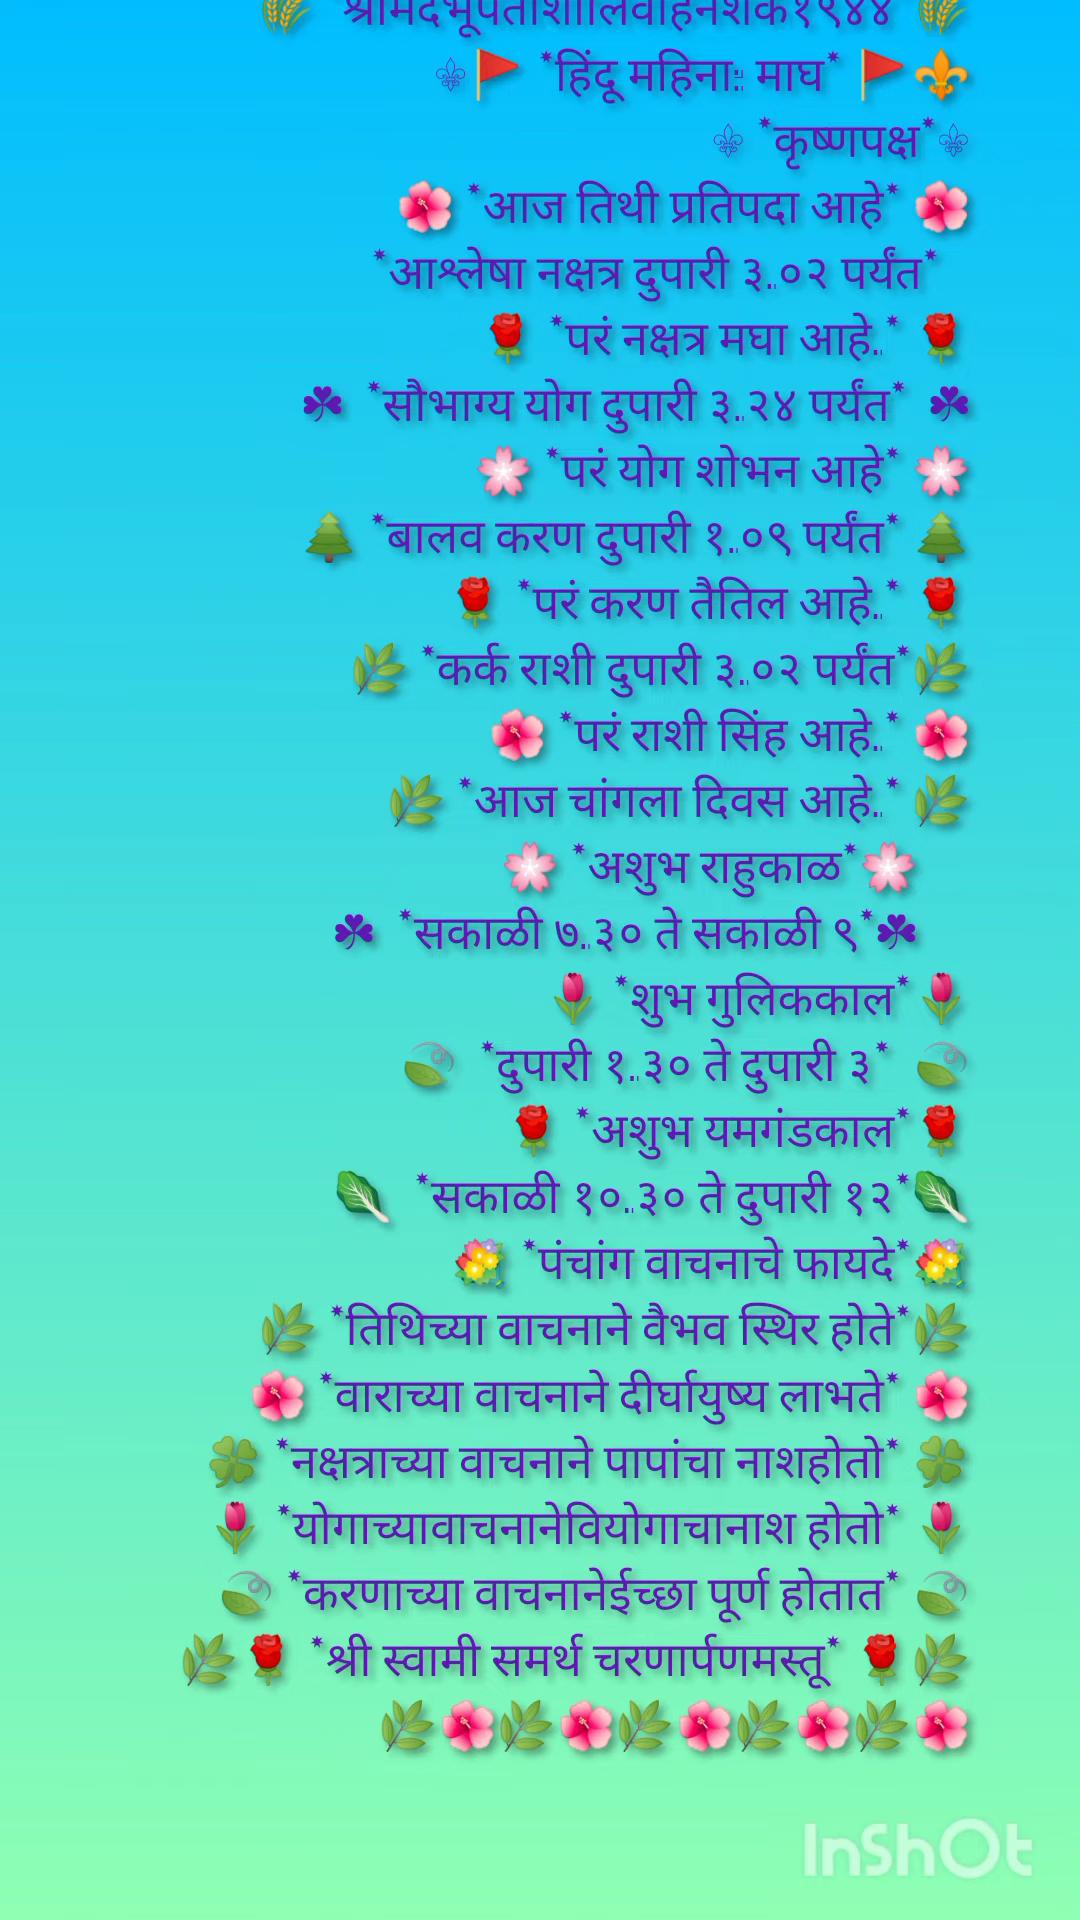 🌾 *श्रीमदभूपतीशालिवाहनशके१९४४* 🌾
⚜🚩 *हिंदू महिना:: माघ* 🚩⚜️
⚜ *कृष्णपक्ष*⚜
🌺 *आज तिथी प्रतिपदा आहे* 🌺
*आश्लेषा नक्षत्र दुपारी ३..०२ पर्यंत*
🌹 *परं नक्षत्र मघा आहे..* 🌹
☘ *सौभाग्य योग दुपारी ३..२४ पर्यंत* ☘
🌸 *परं योग शोभन आहे* 🌸
🌲 *बालव करण दुपारी १..०९ पर्यंत* 🌲
🌹 *परं करण तैतिल आहे..* 🌹
🌿 *कर्क राशी दुपारी ३..०२ पर्यंत*🌿
🌺 *परं राशी सिंह आहे..* 🌺
🌿 *आज चांगला दिवस आहे..* 🌿
🌸 *अशुभ राहुकाळ*🌸
☘ *सकाळी ७..३० ते सकाळी ९*☘
🌷 *शुभ गुलिककाल*🌷
🍃 *दुपारी १..३० ते दुपारी ३* 🍃
🌹 *अशुभ यमगंडकाल*🌹
🥬 *सकाळी १०..३० ते दुपारी १२*🥬
💐 *पंचांग वाचनाचे फायदे*💐
🌿 *तिथिच्या वाचनाने वैभव स्थिर होते*🌿
🌺 *वाराच्या वाचनाने दीर्घायुष्य लाभते* 🌺
🍀 *नक्षत्राच्या वाचनाने पापांचा नाशहोतो* 🍀
🌷 *योगाच्यावाचनानेवियोगाचानाश होतो* 🌷
🍃 *करणाच्या वाचनानेईच्छा पूर्ण होतात* 🍃
🌿🌹 *श्री स्वामी समर्थ चरणार्पणमस्तू* 🌹🌿
🌿🌺🌿🌺🌿🌺🌿🌺🌿🌺
InShOt